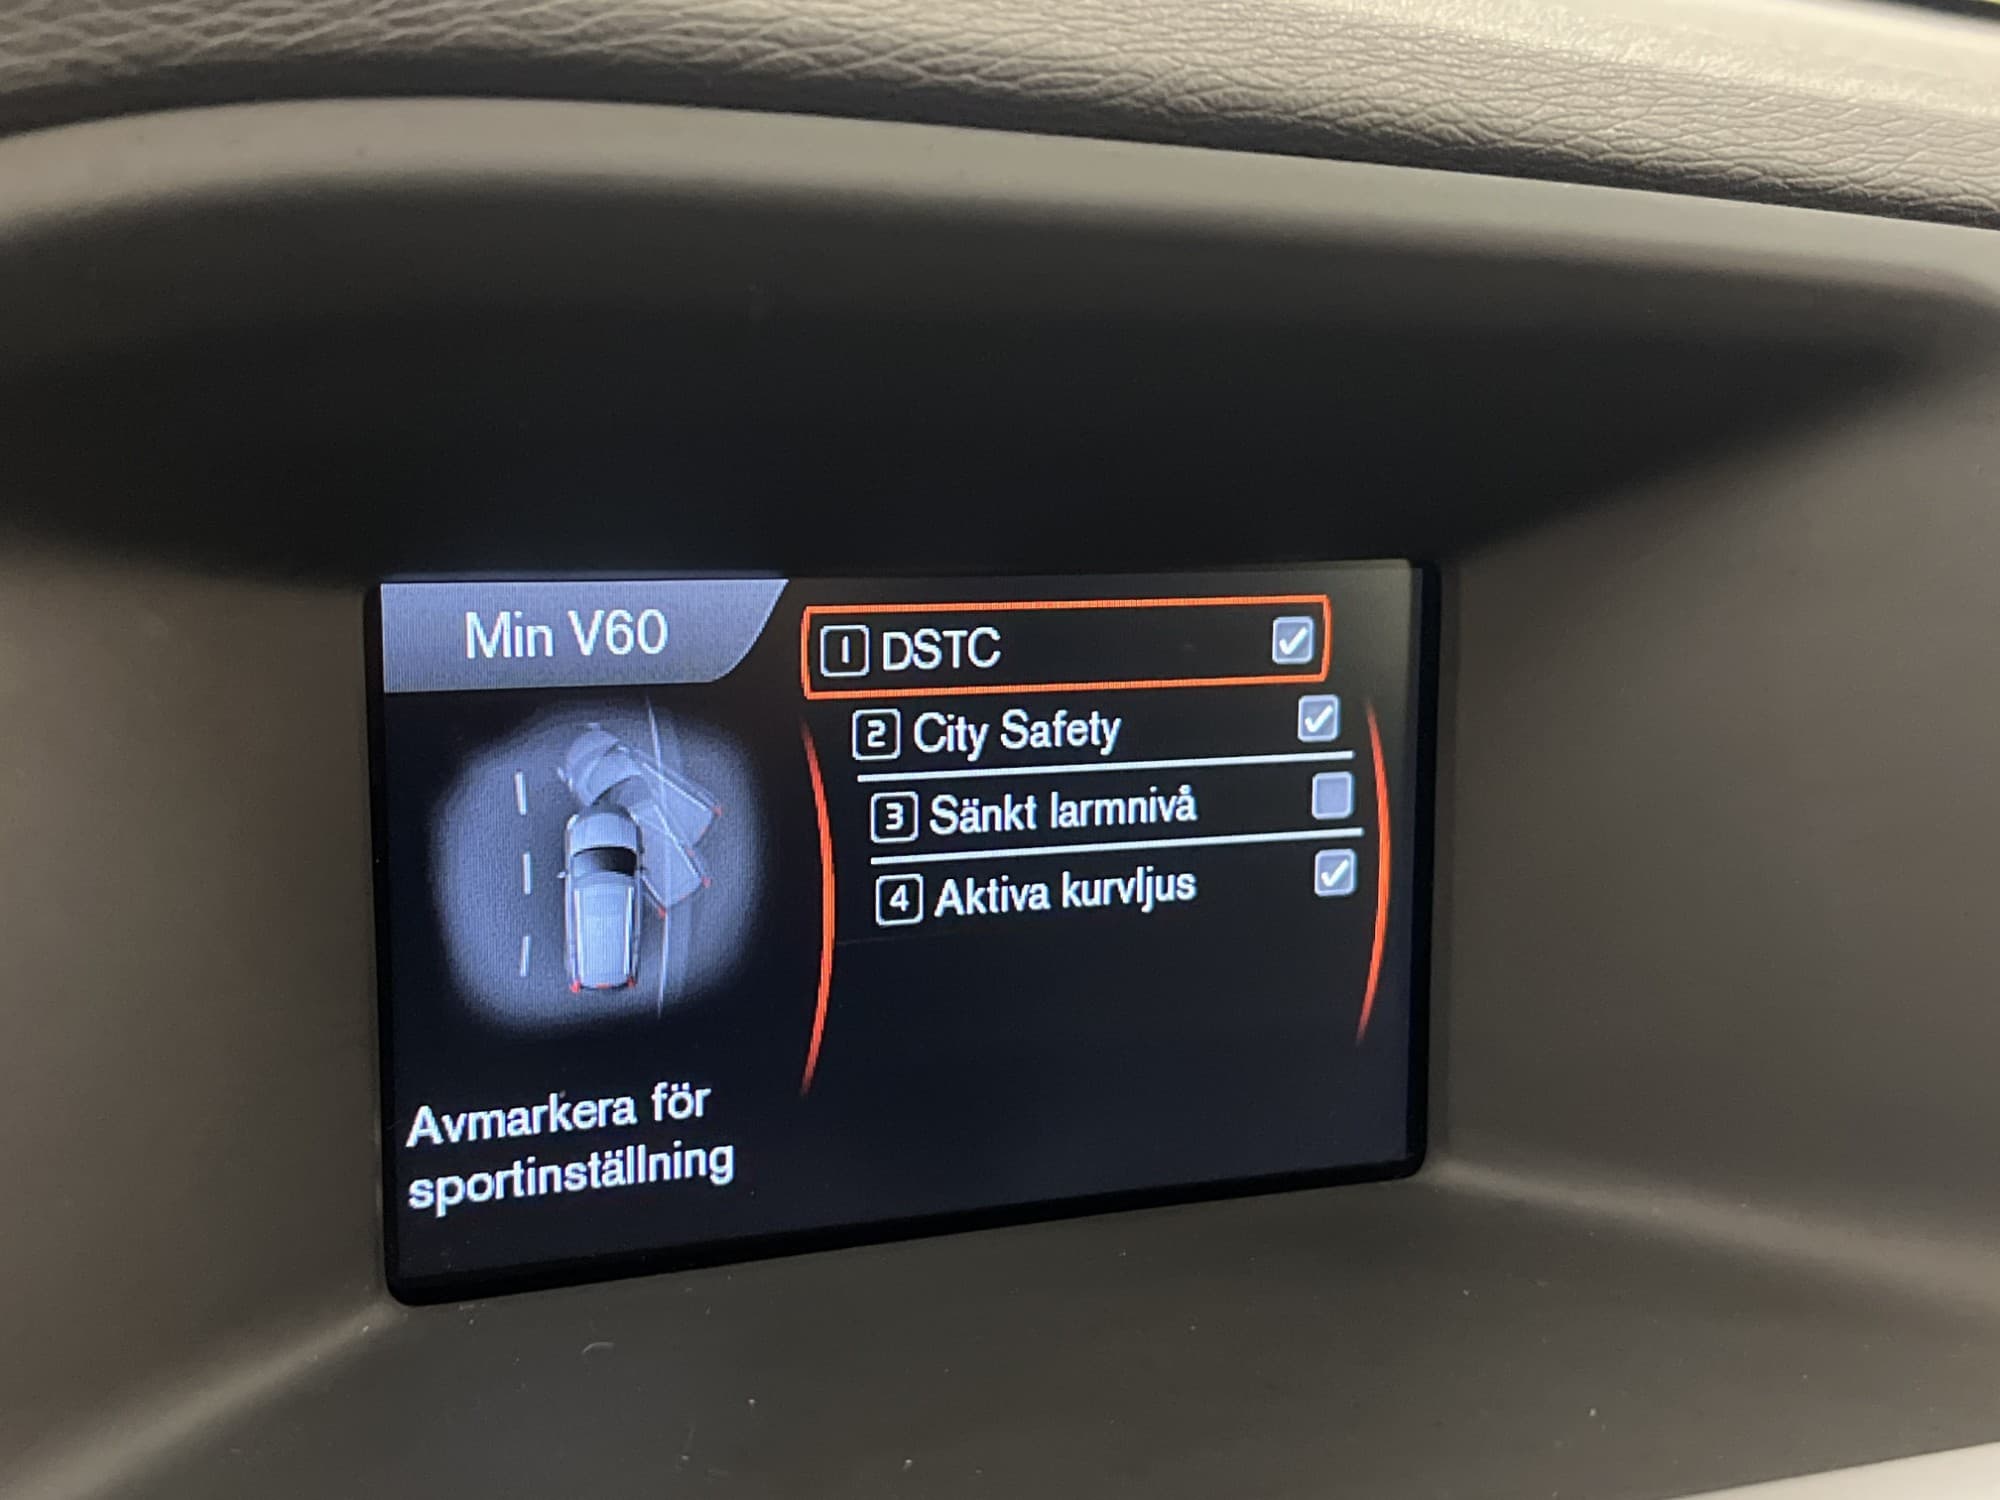 Min V60
1 DSTC
2 City Safety
3 Sänkt larmnivå
4 Aktiva kurvljus
Avmarkera för
sportinställning